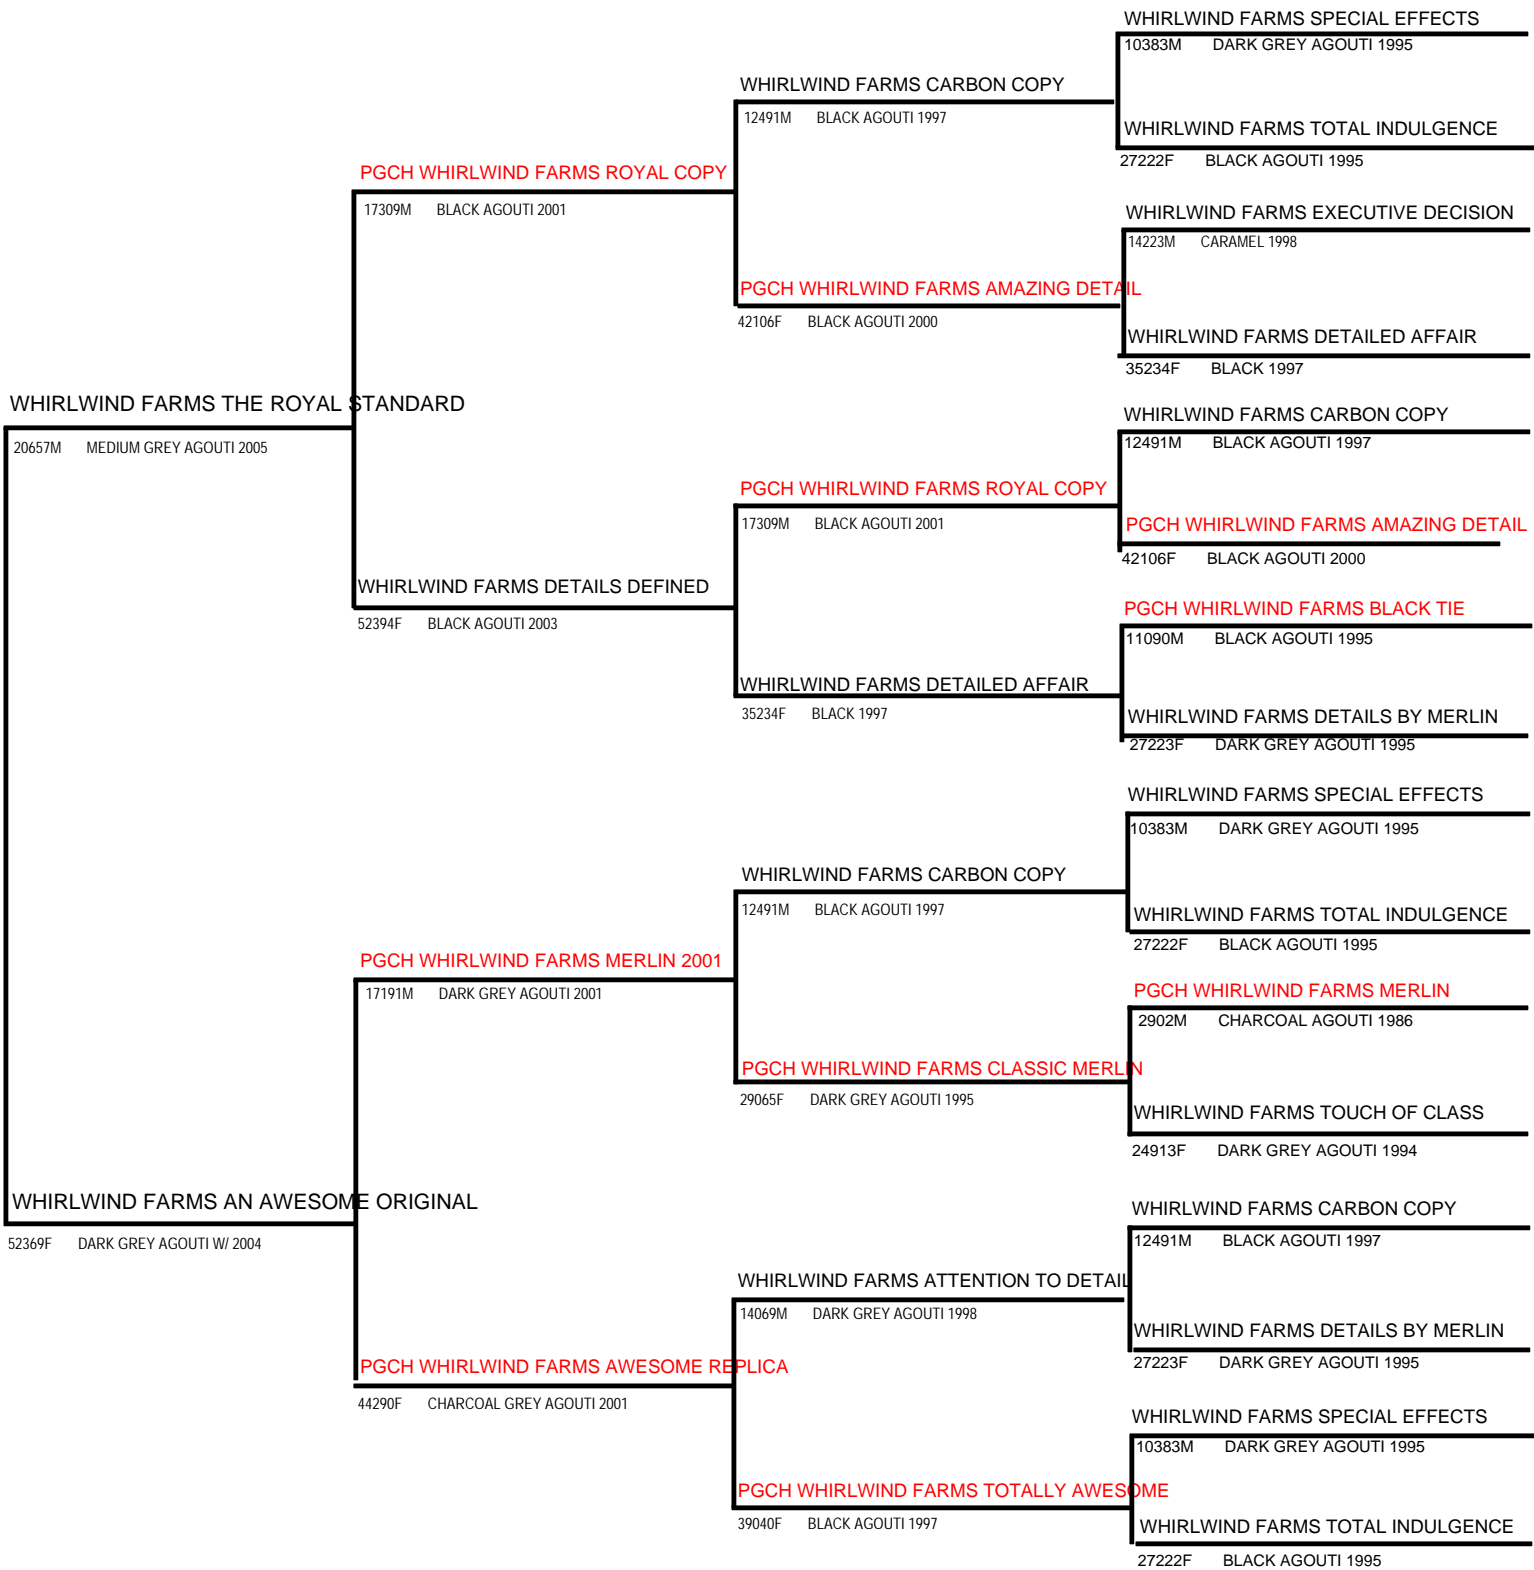 WHIRLWIND FARMS SPECIAL EFFECTS
10383M DARK GREY AGOUTI 1995
WHIRLWIND FARMS CARBON COPY
12491M BLACK AGOUTI 1997
WHIRLWIND FARMS TOTAL INDULGENCE
27222F BLACK AGOUTI 1995
PGCH WHIRLWIND FARMS ROYAL COPY
17309M BLACK AGOUTI 2001
WHIRLWIND FARMS EXECUTIVE DECISION
14223M CARAMEL 1998
PGCH WHIRLWIND FARMS AMAZING DETAIL
42106F BLACK AGOUTI 2000
WHIRLWIND FARMS DETAILED AFFAIR
35234F BLACK 1997
WHIRLWIND FARMS THE ROYAL STANDARD
20657M MEDIUM GREY AGOUTI 2005
WHIRLWIND FARMS CARBON COPY
12491M BLACK AGOUTI 1997
PGCH WHIRLWIND FARMS ROYAL COPY
17309M BLACK AGOUTI 2001
PGCH WHIRLWIND FARMS AMAZING DETAIL
42106F BLACK AGOUTI 2000
WHIRLWIND FARMS DETAILS DEFINED
52394F BLACK AGOUTI 2003
PGCH WHIRLWIND FARMS BLACK TIE
11090M BLACK AGOUTI 1995
WHIRLWIND FARMS DETAILED AFFAIR
35234F BLACK 1997
WHIRLWIND FARMS DETAILS BY MERLIN
27223F DARK GREY AGOUTI 1995
WHIRLWIND FARMS SPECIAL EFFECTS
10383M DARK GREY AGOUTI 1995
WHIRLWIND FARMS CARBON COPY
12491M BLACK AGOUTI 1997
WHIRLWIND FARMS TOTAL INDULGENCE
27222F BLACK AGOUTI 1995
PGCH WHIRLWIND FARMS MERLIN 2001
17191M DARK GREY AGOUTI 2001
PGCH WHIRLWIND FARMS MERLIN
2902M CHARCOAL AGOUTI 1986
PGCH WHIRLWIND FARMS CLASSIC MERLIN
29065F DARK GREY AGOUTI 1995
WHIRLWIND FARMS TOUCH OF CLASS
24913F DARK GREY AGOUTI 1994
WHIRLWIND FARMS AN AWESOME ORIGINAL
52369F DARK GREY AGOUTI W/ 2004
WHIRLWIND FARMS CARBON COPY
12491M BLACK AGOUTI 1997
WHIRLWIND FARMS ATTENTION TO DETAIL
14069M DARK GREY AGOUTI 1998
WHIRLWIND FARMS DETAILS BY MERLIN
27223F DARK GREY AGOUTI 1995
PGCH WHIRLWIND FARMS AWESOME REPLICA
44290F CHARCOAL GREY AGOUTI 2001
WHIRLWIND FARMS SPECIAL EFFECTS
10383M DARK GREY AGOUTI 1995
PGCH WHIRLWIND FARMS TOTALLY AWESOME
39040F BLACK AGOUTI 1997
WHIRLWIND FARMS TOTAL INDULGENCE
27222F BLACK AGOUTI 1995